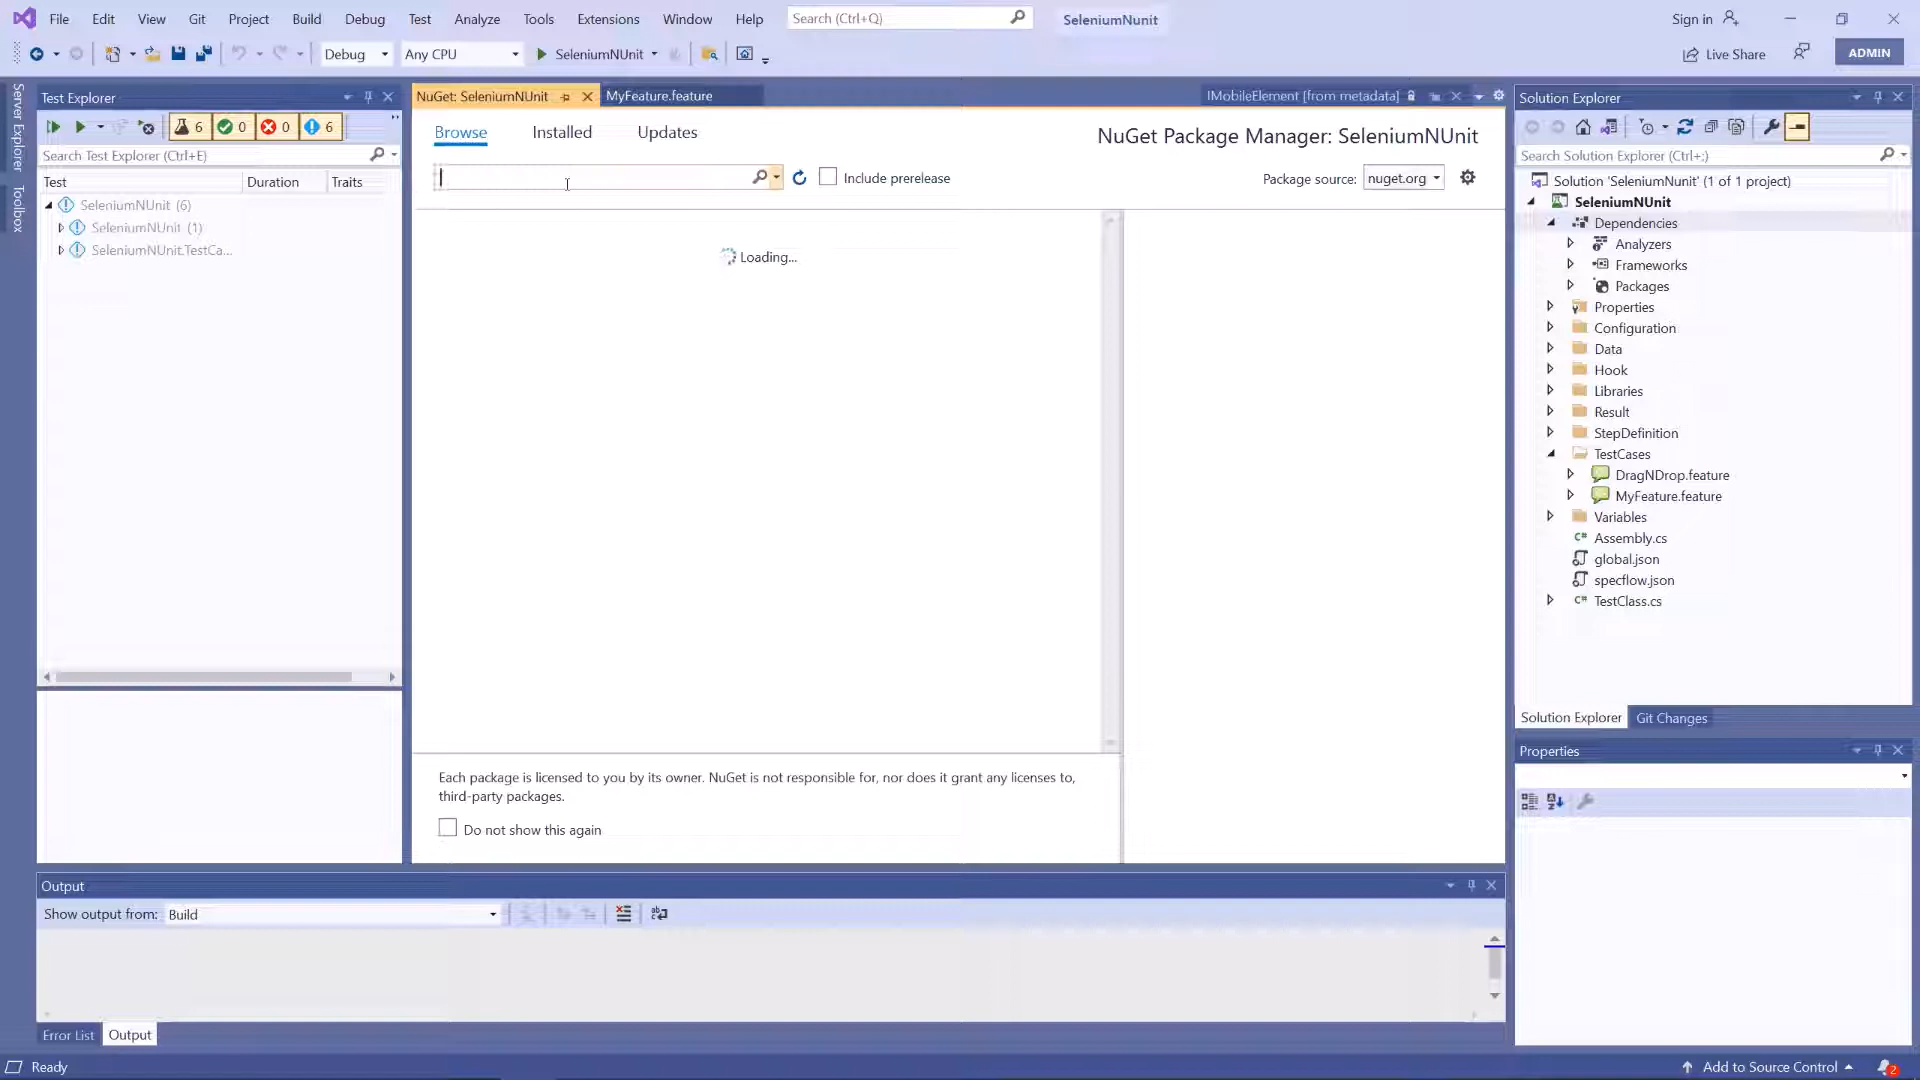 File Edit View Git Project Build Debug Test Analyze Tools Extensions Window Help Search (Ctrl+Q) SeleniumNunit Sign in
Debug Any CPU SeleniumNUnit Live Share ADMIN
Server Explorer
Toolbox
Test Explorer
6 0 0 6
Search Test Explorer (Ctrl+E)
Test Duration Traits
SeleniumNUnit (6)
SeleniumNUnit (1)
SeleniumNUnit.TestCa...
NuGet: SeleniumNUnit MyFeature.feature IMobileElement [from metadata]
Browse Installed Updates NuGet Package Manager: SeleniumNUnit
Include prerelease Package source: nuget.org
Loading...
Each package is licensed to you by its owner. NuGet is not responsible for, nor does it grant any licenses to,
third-party packages.
Do not show this again
Solution Explorer
Search Solution Explorer (Ctrl+;)
Solution 'SeleniumNunit' (1 of 1 project)
SeleniumNUnit
Dependencies
Analyzers
Frameworks
Packages
Properties
Configuration
Data
Hook
Libraries
Result
StepDefinition
TestCases
DragNDrop.feature
MyFeature.feature
Variables
Assembly.cs
global.json
specflow.json
TestClass.cs
Solution Explorer Git Changes
Properties
Output
Show output from: Build
Error List Output
Ready Add to Source Control 2